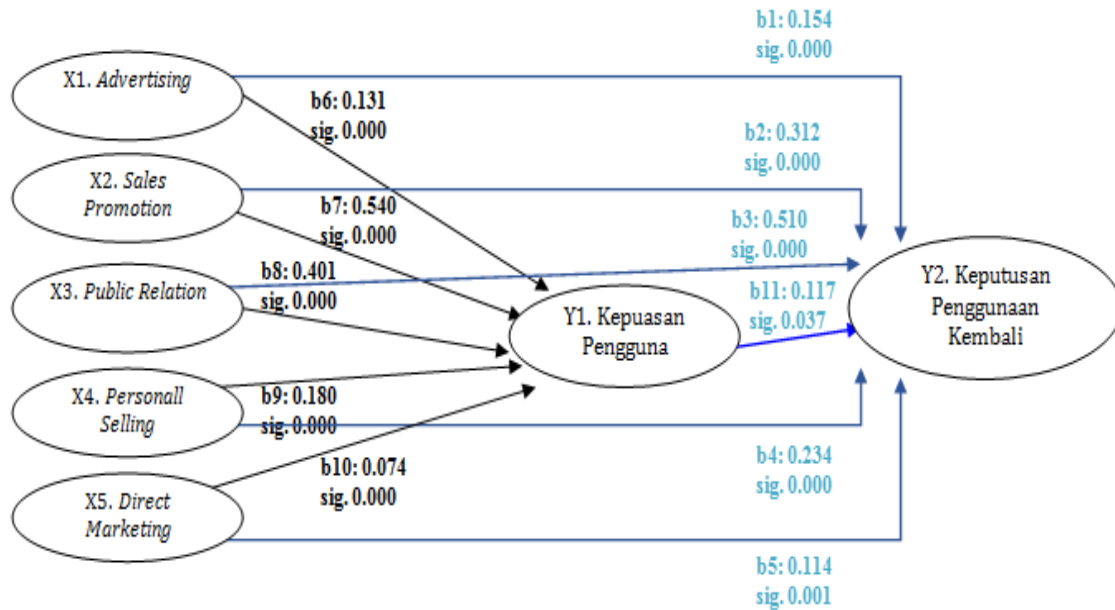 b1: 0.154
sig. 0.000
X1. Advertising
b6: 0.131
sig. 0.000
b2: 0.312
sig. 0.000
X2. Sales
Promotion
b7: 0.540
sig. 0.000
b3: 0.510
sig. 0.000
b8: 0.401
sig. 0.000
X3. Public Relation
b11: 0.117
sig. 0.037
Y1. Kepuasan
Pengguna
Y2. Keputusan
Penggunaan
Kembali
X4. Personall
Selling
b9: 0.180
sig. 0.000
b10: 0.074
sig. 0.000
b4: 0.234
sig. 0.000
X5. Direct
Marketing
b5: 0.114
sig. 0.001